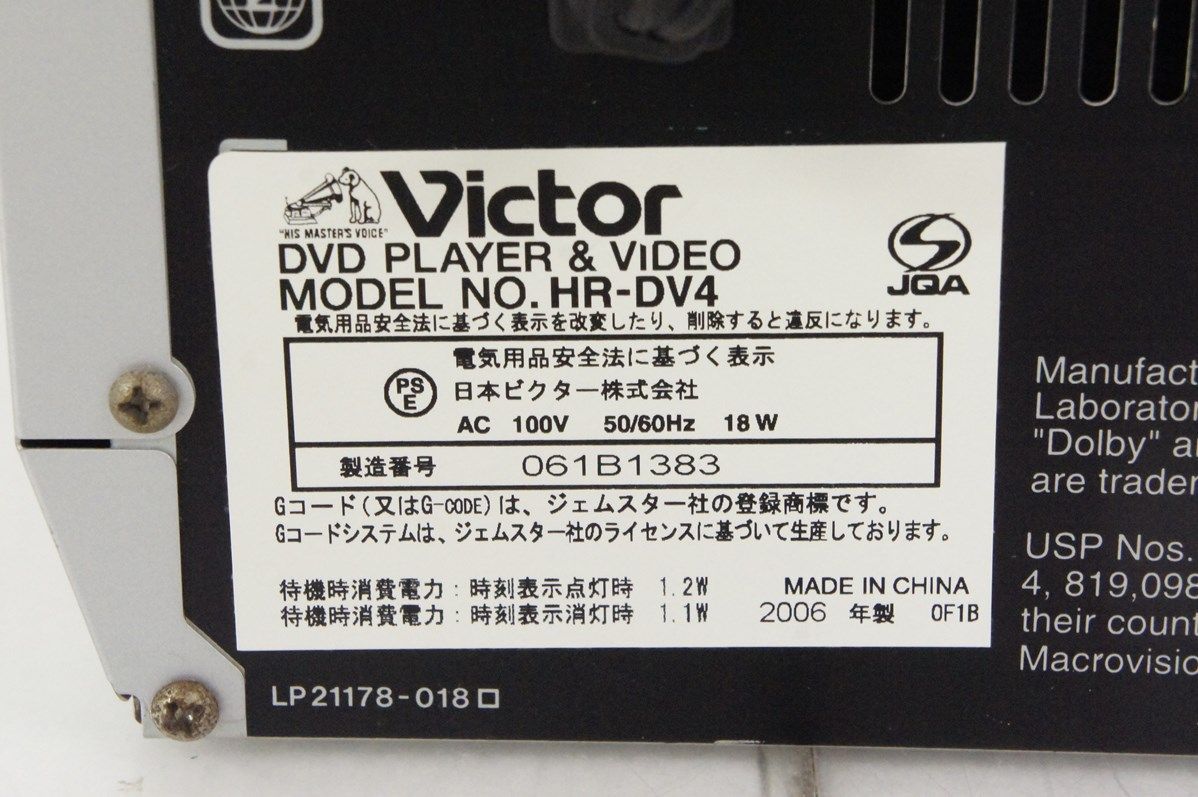 Victor
"HIS MASTER'S VOICE"
DVD PLAYER & VIDEO
MODEL NO. HR-DV4
JQA
電気用品安全法に基づく表示を改変したり、削除すると違反になります。
電気用品安全法に基づく表示
PS
E
日本ビクター株式会社
AC 100V 50/60Hz 18W
製造番号 061B1383
Gコード(又はG-CODE)は、ジェムスター社の登録商標です。
Gコードシステムは、ジェムスター社のライセンスに基づいて生産しております。
待機時消費電力:時刻表示点灯時 1.2W
待機時消費電力:時刻表示消灯時 1.1W
MADE IN CHINA
2006 年製 0F1B
LP21178-018
Manufact
Laborator
"Dolby" a
are trader
USP Nos.
4, 819,098
their count
Macrovisio